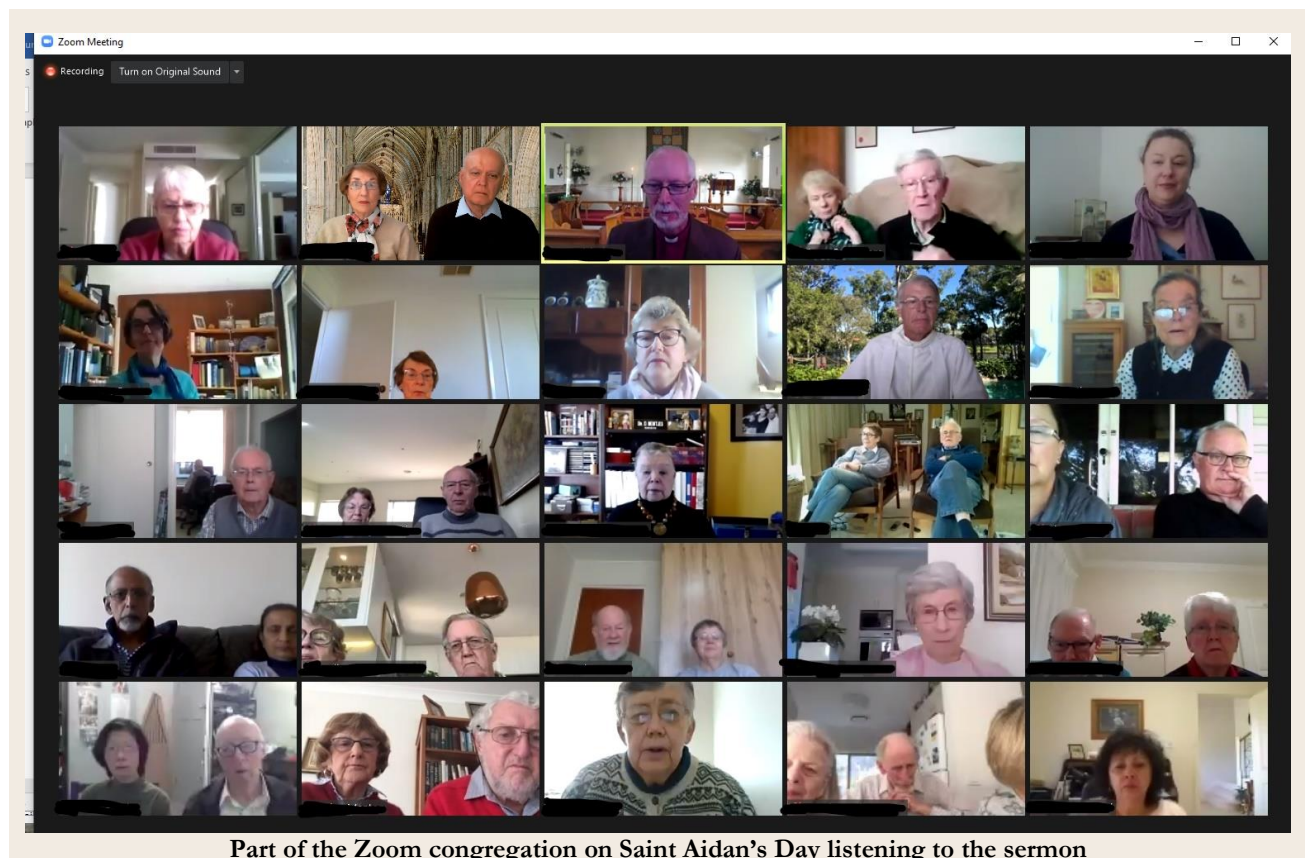 Zoom Meeting
Recording
Turn on Original Sound
Part of the Zoom congregation on Saint Aidan's Day listening to the sermon